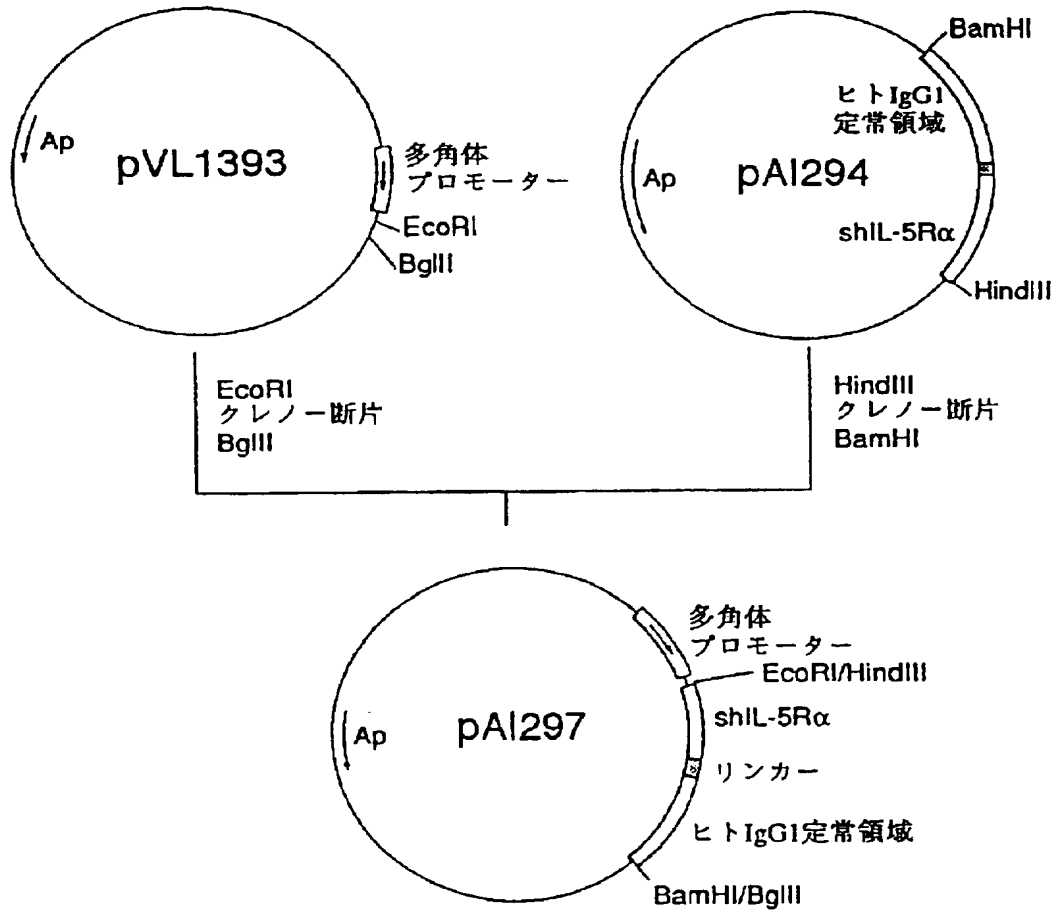 Ap
pVL1393
多角体
プロモーター
EcoRI
BglII
BamHI
ヒトIgG1
定常領域
Ap
pAI294
shIL-5Rα
HindIII
EcoRI
クレノー断片
BglII
HindIII
クレノー断片
BamHI
多角体
プロモーター
EcoRI/HindIII
Ap
pAI297
shIL-5Rα
リンカー
ヒトIgG1定常領域
BamHI/BglII